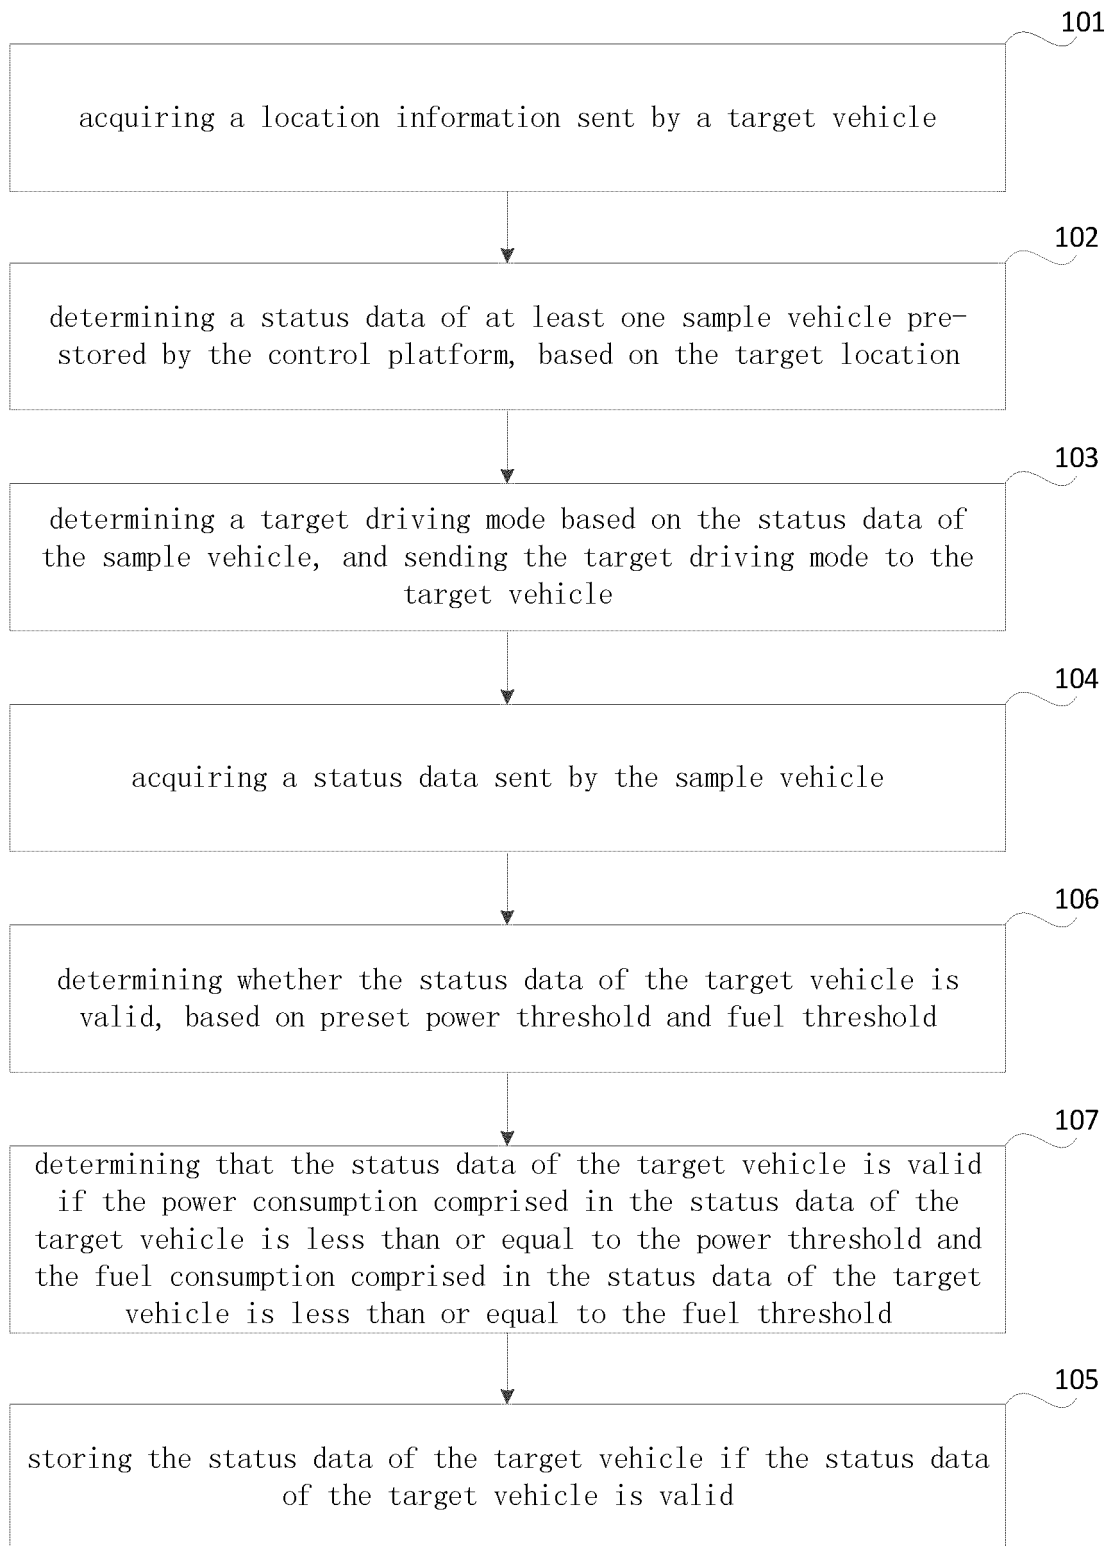 101
acquiring a location information sent by a target vehicle
102
determining a status data of at least one sample vehicle pre-
stored by the control platform, based on the target location
103
determining a target driving mode based on the status data of
the sample vehicle, and sending the target driving mode to the
target vehicle
104
acquiring a status data sent by the sample vehicle
106
determining whether the status data of the target vehicle is
valid, based on preset power threshold and fuel threshold
107
determining that the status data of the target vehicle is valid
if the power consumption comprised in the status data of the
target vehicle is less than or equal to the power threshold and
the fuel consumption comprised in the status data of the target
vehicle is less than or equal to the fuel threshold
105
storing the status data of the target vehicle if the status data
of the target vehicle is valid